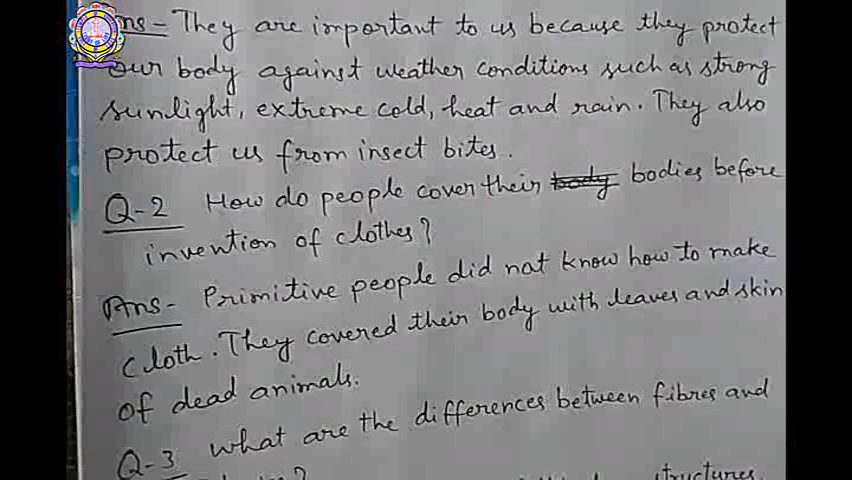 Ans- They are important to us because they protect
our body against weather conditions such as strong
sunlight, extreme cold, heat and rain. They also
protect us from insect bites.
Q-2 How do people cover their body bodies before
invention of clothes?
Ans- Primitive people did not know how to make
cloth. They covered their body with leaves and skin
of dead animals.
Q-3 What are the differences between fibres and
structures.